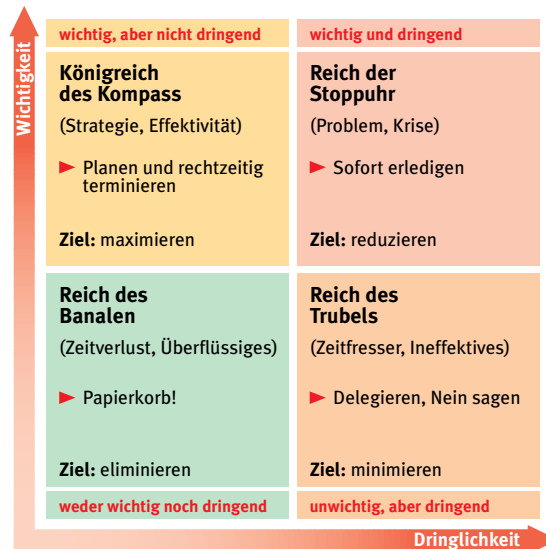 Wichtigkeit
wichtig, aber nicht dringend
Königreich
des Kompass
(Strategie, Effektivität)
Planen und rechtzeitig
terminieren
Ziel: maximieren
wichtig und dringend
Reich der
Stoppuhr
(Problem, Krise)
Sofort erledigen
Ziel: reduzieren
Reich des
Banalen
(Zeitverlust, Überflüssiges)
Papierkorb!
Ziel: eliminieren
weder wichtig noch dringend
Reich des
Trubels
(Zeitfresser, Ineffektives)
Delegieren, Nein sagen
Ziel: minimieren
unwichtig, aber dringend
Dringlichkeit